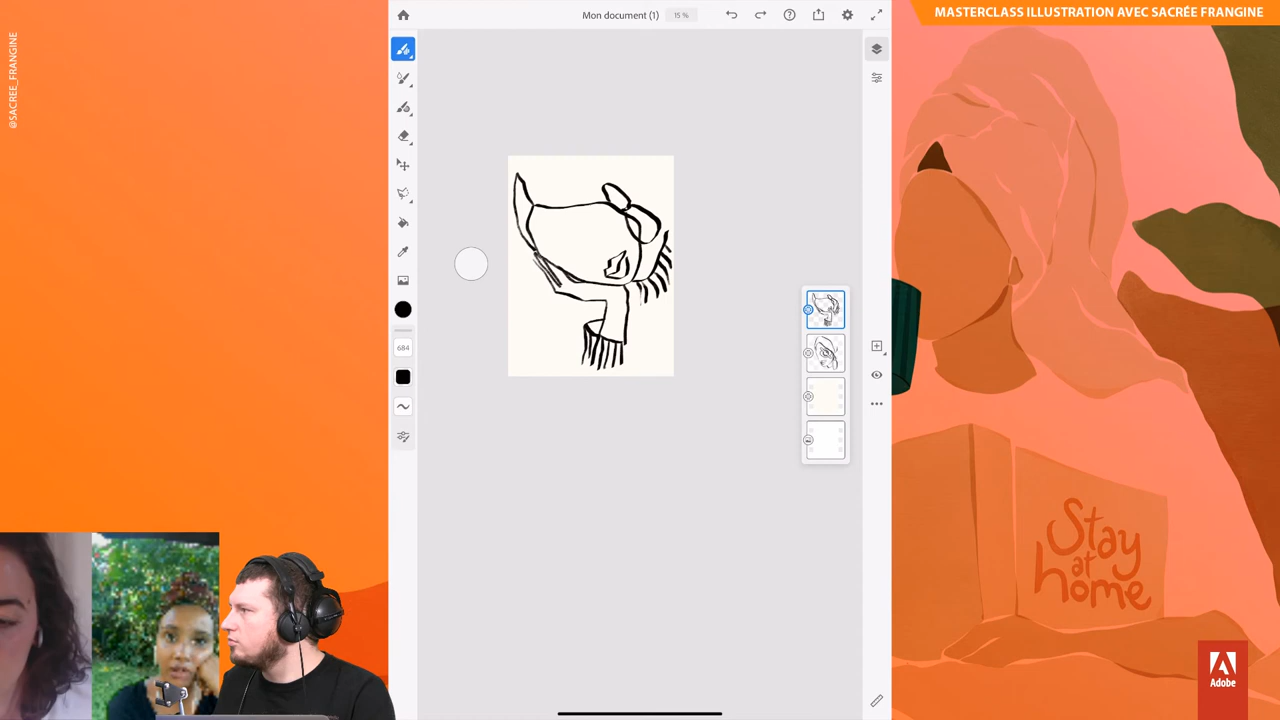 @SACREE_FRANGINE
Mon document (1)
15 %
MASTERCLASS ILLUSTRATION AVEC SACRÉE FRANGINE
684
Stay
at
home
Adobe